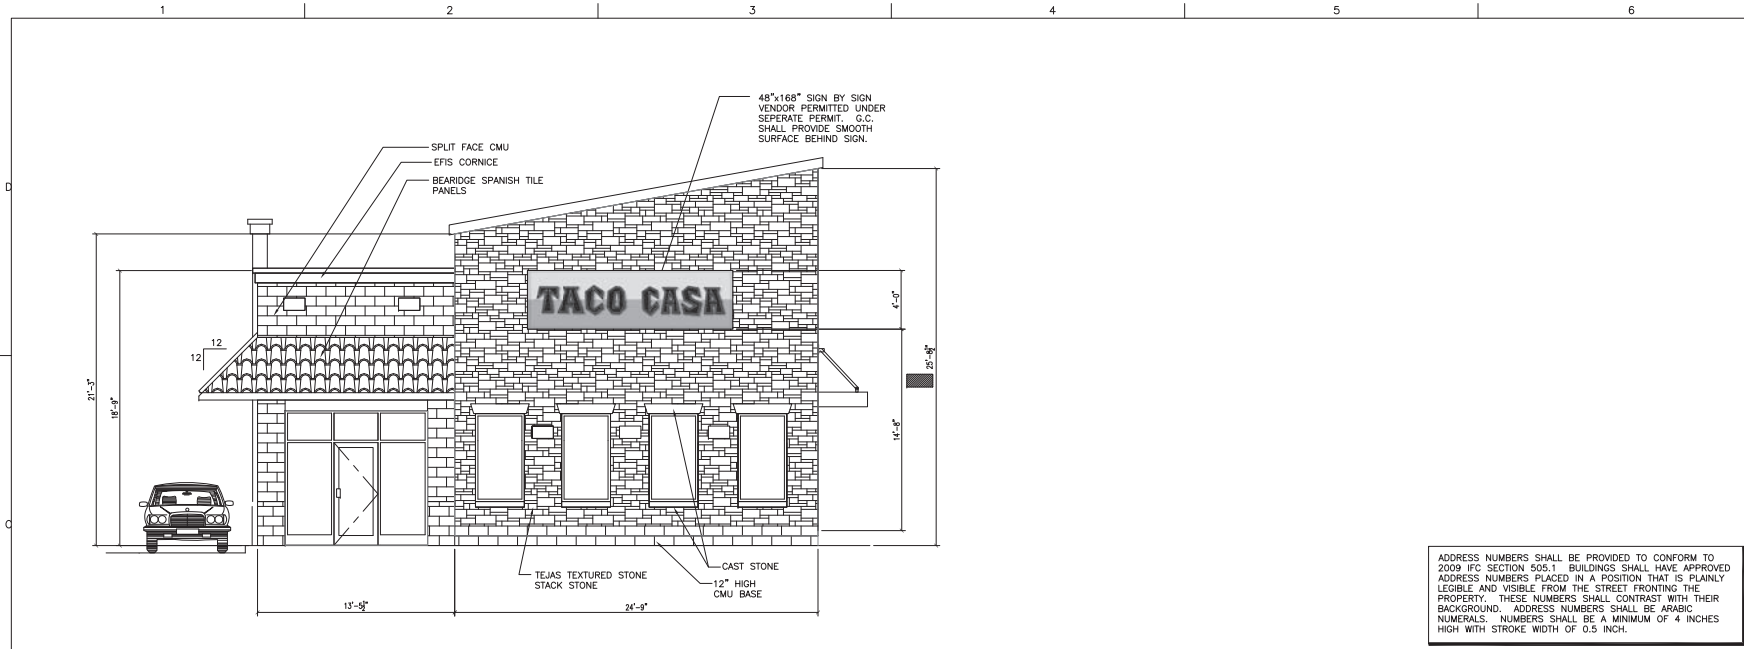 1 2 3 4 5 6
D
C
48"x168" SIGN BY SIGN
VENDOR PERMITTED UNDER
SEPERATE PERMIT. G.C.
SHALL PROVIDE SMOOTH
SURFACE BEHIND SIGN.
SPLIT FACE CMU
EFIS CORNICE
BEARIDGE SPANISH TILE
PANELS
TACO CASA
12
12
21'-3"
18'-9"
4'-0"
14'-8"
TEJAS TEXTURED STONE
STACK STONE
CAST STONE
12" HIGH
CMU BASE
24'-9"
ADDRESS NUMBERS SHALL BE PROVIDED TO CONFORM TO
2009 IFC SECTION 505.1 BUILDINGS SHALL HAVE APPROVED
ADDRESS NUMBERS PLACED IN A POSITION THAT IS PLAINLY
LEGIBLE AND VISIBLE FROM THE STREET FRONTING THE
PROPERTY. THESE NUMBERS SHALL CONTRAST WITH THEIR
BACKGROUND. ADDRESS NUMBERS SHALL BE ARABIC
NUMERALS. NUMBERS SHALL BE A MINIMUM OF 4 INCHES
HIGH WITH STROKE WIDTH OF 0.5 INCH.